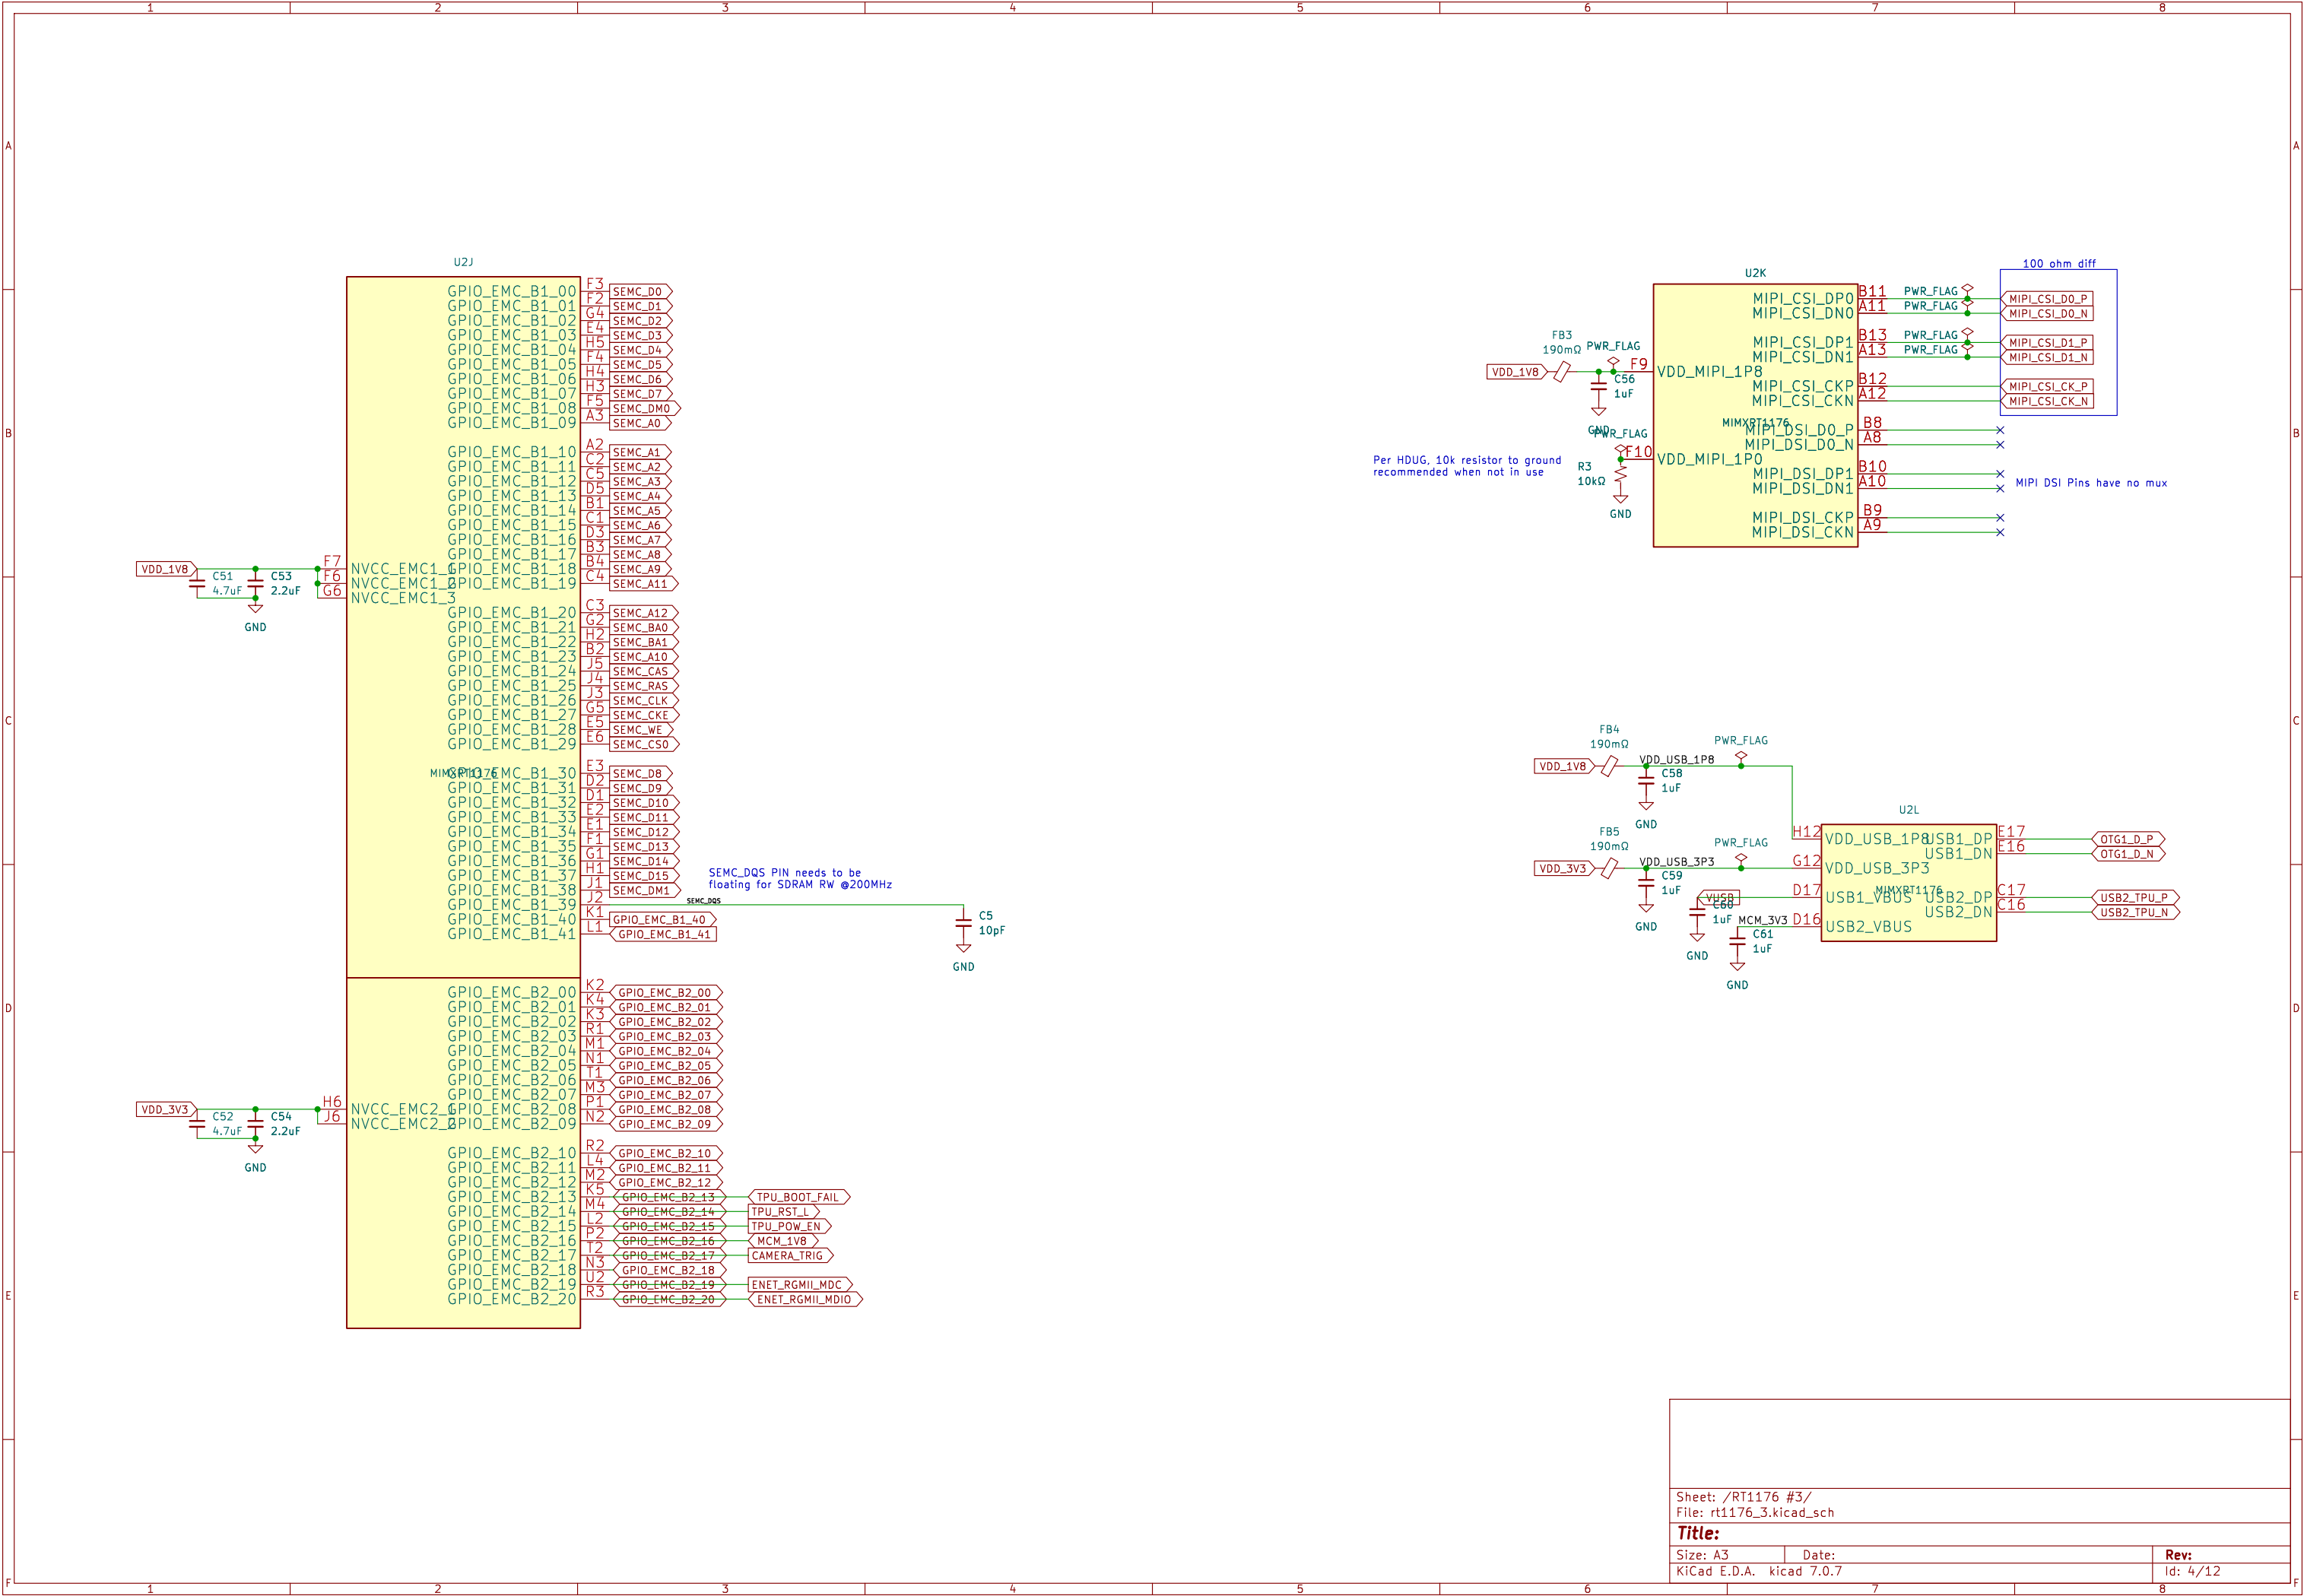 1 2 3 4 5 6 7 8
A A
B B
C C
D D
E E
F F
1 2 3 4 5 6 7 8
U2J
MIMXRT1176
GPIO_EMC_B1_00 F3 SEMC_D0
GPIO_EMC_B1_01 F2 SEMC_D1
GPIO_EMC_B1_02 G4 SEMC_D2
GPIO_EMC_B1_03 E4 SEMC_D3
GPIO_EMC_B1_04 H5 SEMC_D4
GPIO_EMC_B1_05 F4 SEMC_D5
GPIO_EMC_B1_06 H4 SEMC_D6
GPIO_EMC_B1_07 H3 SEMC_D7
GPIO_EMC_B1_08 F5 SEMC_DM0
GPIO_EMC_B1_09 A3 SEMC_A0
GPIO_EMC_B1_10 A2 SEMC_A1
GPIO_EMC_B1_11 C2 SEMC_A2
GPIO_EMC_B1_12 C5 SEMC_A3
GPIO_EMC_B1_13 D5 SEMC_A4
GPIO_EMC_B1_14 B1 SEMC_A5
GPIO_EMC_B1_15 C1 SEMC_A6
GPIO_EMC_B1_16 D3 SEMC_A7
GPIO_EMC_B1_17 B3 SEMC_A8
VDD_1V8 F7 NVCC_EMC1_1 GPIO_EMC_B1_18 B4 SEMC_A9
C51 C53 F6 NVCC_EMC1_2 GPIO_EMC_B1_19 C4 SEMC_A11
4.7uF 2.2uF
G6 NVCC_EMC1_3
GPIO_EMC_B1_20 C3 SEMC_A12
GND
GPIO_EMC_B1_21 G2 SEMC_BA0
GPIO_EMC_B1_22 H2 SEMC_BA1
GPIO_EMC_B1_23 B2 SEMC_A10
GPIO_EMC_B1_24 J5 SEMC_CAS
GPIO_EMC_B1_25 J4 SEMC_RAS
GPIO_EMC_B1_26 J3 SEMC_CLK
GPIO_EMC_B1_27 G5 SEMC_CKE
GPIO_EMC_B1_28 E5 SEMC_WE
GPIO_EMC_B1_29 E6 SEMC_CS0
GPIO_EMC_B1_30 E3 SEMC_D8
GPIO_EMC_B1_31 D2 SEMC_D9
GPIO_EMC_B1_32 D1 SEMC_D10
GPIO_EMC_B1_33 E2 SEMC_D11
GPIO_EMC_B1_34 E1 SEMC_D12
GPIO_EMC_B1_35 F1 SEMC_D13
GPIO_EMC_B1_36 G1 SEMC_D14
GPIO_EMC_B1_37 H1 SEMC_D15
GPIO_EMC_B1_38 J1 SEMC_DM1
GPIO_EMC_B1_39 J2 SEMC_DQS
GPIO_EMC_B1_40 K1 GPIO_EMC_B1_40
GPIO_EMC_B1_41 L1 GPIO_EMC_B1_41
SEMC_DQS PIN needs to be
floating for SDRAM RW @200MHz
C5
10pF
GND
GPIO_EMC_B2_00 K2 GPIO_EMC_B2_00
GPIO_EMC_B2_01 K4 GPIO_EMC_B2_01
GPIO_EMC_B2_02 K3 GPIO_EMC_B2_02
GPIO_EMC_B2_03 R1 GPIO_EMC_B2_03
GPIO_EMC_B2_04 M1 GPIO_EMC_B2_04
GPIO_EMC_B2_05 N1 GPIO_EMC_B2_05
GPIO_EMC_B2_06 T1 GPIO_EMC_B2_06
GPIO_EMC_B2_07 M3 GPIO_EMC_B2_07
VDD_3V3 H6 NVCC_EMC2_1 GPIO_EMC_B2_08 P1 GPIO_EMC_B2_08
C52 C54 J6 NVCC_EMC2_2 GPIO_EMC_B2_09 N2 GPIO_EMC_B2_09
4.7uF 2.2uF
GND
GPIO_EMC_B2_10 R2 GPIO_EMC_B2_10
GPIO_EMC_B2_11 L4 GPIO_EMC_B2_11
GPIO_EMC_B2_12 M2 GPIO_EMC_B2_12
GPIO_EMC_B2_13 K5 GPIO_EMC_B2_13 TPU_BOOT_FAIL
GPIO_EMC_B2_14 M4 GPIO_EMC_B2_14 TPU_RST_L
GPIO_EMC_B2_15 L2 GPIO_EMC_B2_15 TPU_POW_EN
GPIO_EMC_B2_16 P2 GPIO_EMC_B2_16 MCM_1V8
GPIO_EMC_B2_17 T2 GPIO_EMC_B2_17 CAMERA_TRIG
GPIO_EMC_B2_18 N3 GPIO_EMC_B2_18
GPIO_EMC_B2_19 U2 GPIO_EMC_B2_19 ENET_RGMII_MDC
GPIO_EMC_B2_20 R3 GPIO_EMC_B2_20 ENET_RGMII_MDIO
U2K
MIMXRT1176
100 ohm diff
MIPI_CSI_DP0 B11 PWR_FLAG MIPI_CSI_D0_P
MIPI_CSI_DN0 A11 PWR_FLAG MIPI_CSI_D0_N
MIPI_CSI_DP1 B13 PWR_FLAG MIPI_CSI_D1_P
MIPI_CSI_DN1 A13 PWR_FLAG MIPI_CSI_D1_N
FB3
190mΩ PWR_FLAG
VDD_1V8 F9 VDD_MIPI_1P8
C56
1uF
GND
MIPI_CSI_CKP B12 MIPI_CSI_CK_P
MIPI_CSI_CKN A12 MIPI_CSI_CK_N
MIPI_DSI_D0_P B8
MIPI_DSI_D0_N A8
PWR_FLAG
F10 VDD_MIPI_1P0
Per HDUG, 10k resistor to ground
recommended when not in use
R3
10kΩ
GND
MIPI_DSI_DP1 B10
MIPI_DSI_DN1 A10
MIPI DSI Pins have no mux
MIPI_DSI_CKP B9
MIPI_DSI_CKN A9
FB4
190mΩ PWR_FLAG
VDD_1V8 VDD_USB_1P8
C58
1uF
GND
U2L
MIMXRT1176
H12 VDD_USB_1P8 USB1_DP E17 OTG1_D_P
USB1_DN E16 OTG1_D_N
FB5
190mΩ PWR_FLAG
VDD_3V3 VDD_USB_3P3 G12 VDD_USB_3P3
C59
1uF
GND
VUSB D17 USB1_VBUS USB2_DP C17 USB2_TPU_P
C60
1uF
GND
USB2_DN C16 USB2_TPU_N
MCM_3V3 D16 USB2_VBUS
C61
1uF
GND
Sheet: /RT1176 #3/
File: rt1176_3.kicad_sch
Title:
Size: A3 Date: Rev:
KiCad E.D.A. kicad 7.0.7 Id: 4/12